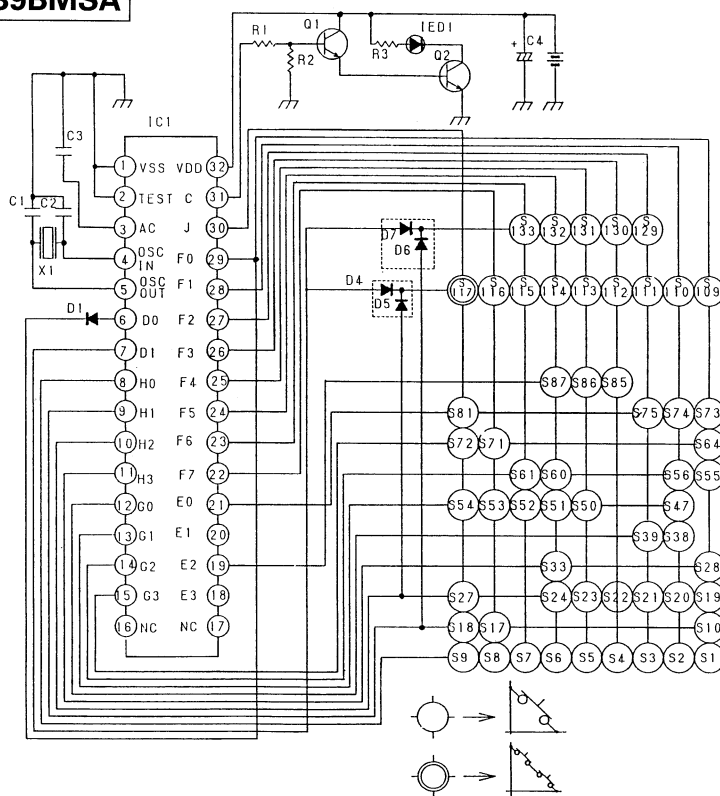 39BMSA
R1 Q1 LED1 C4
R2 R3 Q2 +
IC1
C3
1 VSS VDD 32
2 TEST C 31
C1 C2
3 AC J 30
4 OSC IN F0 29
X1
5 OSC OUT F1 28
D1 6 D0 F2 27
7 D1 F3 26
8 H0 F4 25
9 H1 F5 24
10 H2 F6 23
11 H3 F7 22
12 G0 E0 21
13 G1 E1 20
14 G2 E2 19
15 G3 E3 18
16 NC NC 17
D7 S133 S132 S131 S130 S129
D6
D4 S117 S116 S115 S114 S113 S112 S111 S110 S109
D5
S87 S86 S85
S81 S75 S74 S73
S72 S71 S64
S61 S60 S56 S55
S54 S53 S52 S51 S50 S47
S39 S38
S33 S28
S27 S24 S23 S22 S21 S20 S19
S18 S17 S10
S9 S8 S7 S6 S5 S4 S3 S2 S1